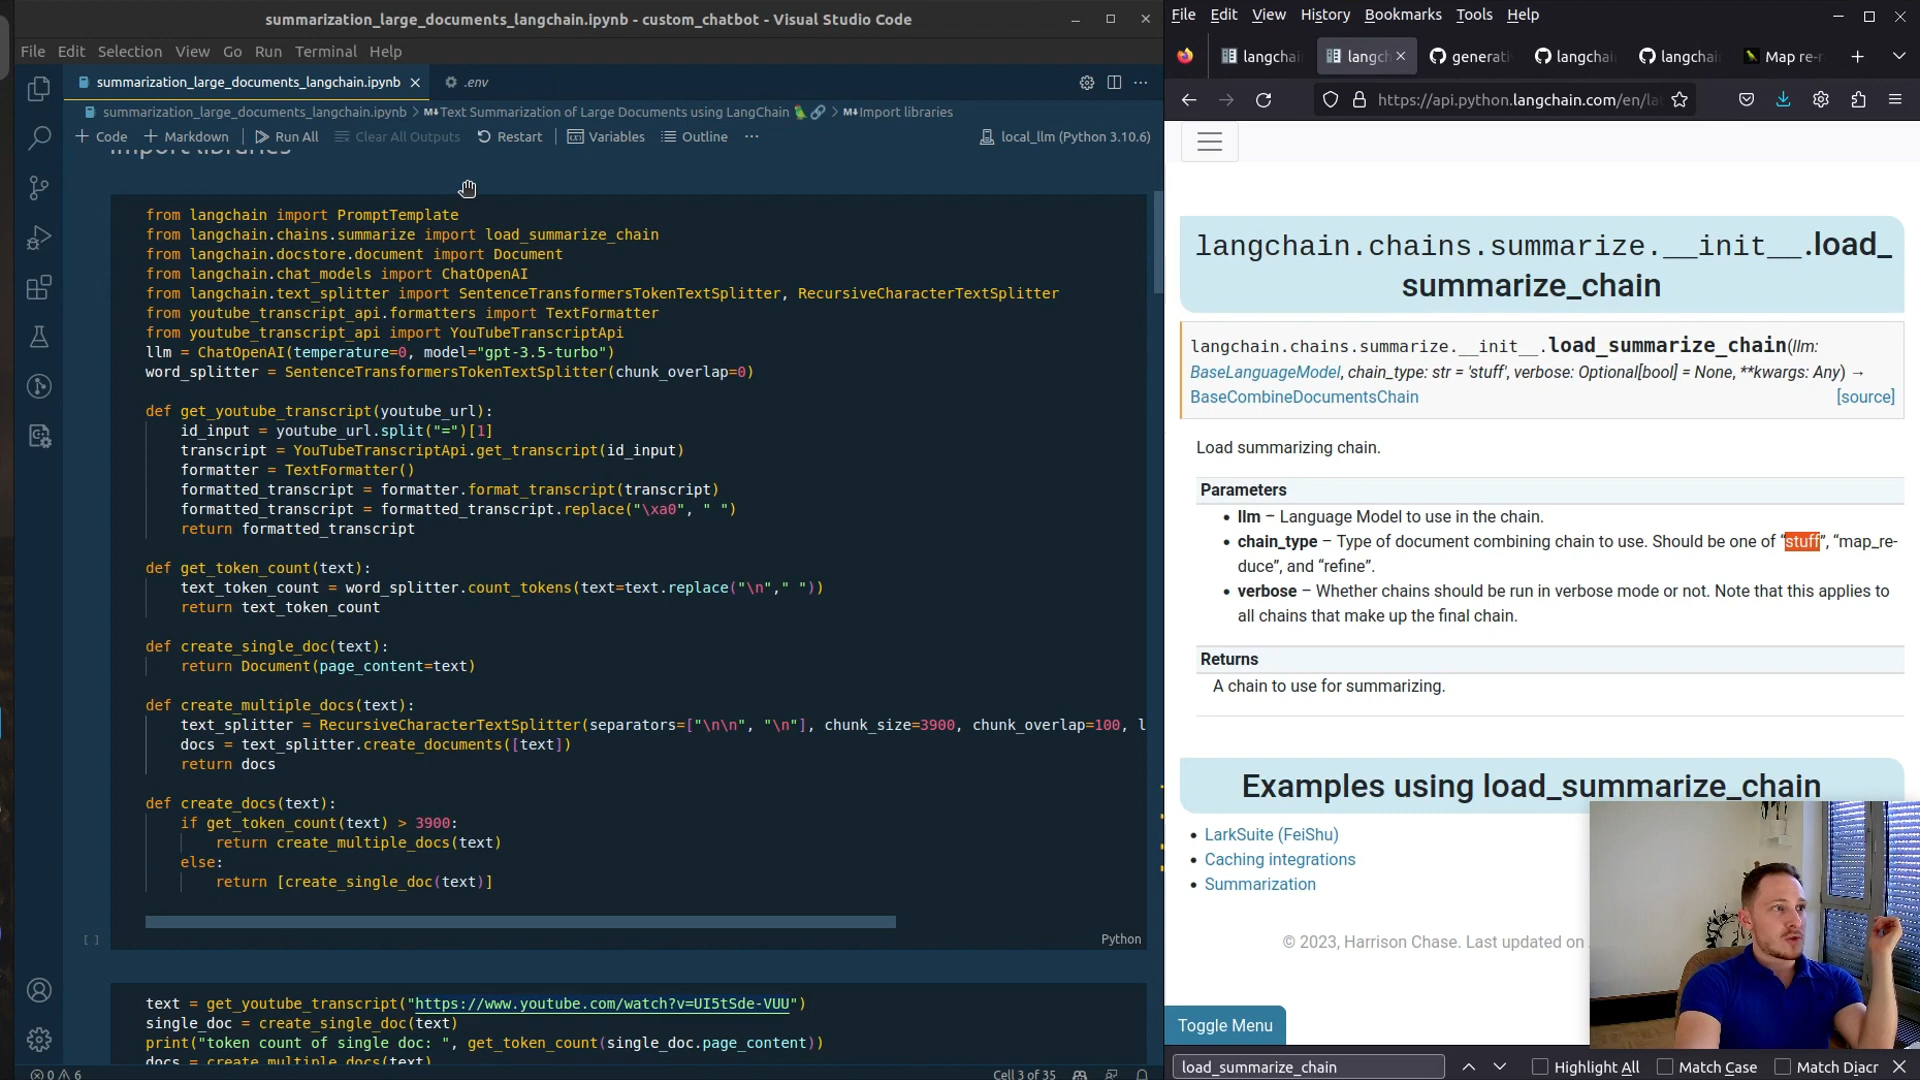 summarization_large_documents_langchain.ipynb - custom_chatbot - Visual Studio Code
File Edit Selection View Go Run Terminal Help
summarization_large_documents_langchain.ipynb .env
summarization_large_documents_langchain.ipynb > Text Summarization of Large Documents using LangChain > Import libraries
+ Code + Markdown Run All Clear All Outputs Restart Variables Outline ··· local_llm (Python 3.10.6)
Import libraries
from langchain import PromptTemplate
from langchain.chains.summarize import load_summarize_chain
from langchain.docstore.document import Document
from langchain.chat_models import ChatOpenAI
from langchain.text_splitter import SentenceTransformersTokenTextSplitter, RecursiveCharacterTextSplitter
from youtube_transcript_api.formatters import TextFormatter
from youtube_transcript_api import YouTubeTranscriptApi
llm = ChatOpenAI(temperature=0, model="gpt-3.5-turbo")
word_splitter = SentenceTransformersTokenTextSplitter(chunk_overlap=0)
def get_youtube_transcript(youtube_url):
id_input = youtube_url.split("=")[1]
transcript = YouTubeTranscriptApi.get_transcript(id_input)
formatter = TextFormatter()
formatted_transcript = formatter.format_transcript(transcript)
formatted_transcript = formatted_transcript.replace("\xa0", " ")
return formatted_transcript
def get_token_count(text):
text_token_count = word_splitter.count_tokens(text=text.replace("\n"," "))
return text_token_count
def create_single_doc(text):
return Document(page_content=text)
def create_multiple_docs(text):
text_splitter = RecursiveCharacterTextSplitter(separators=["\n\n", "\n"], chunk_size=3900, chunk_overlap=100, l
docs = text_splitter.create_documents([text])
return docs
def create_docs(text):
if get_token_count(text) > 3900:
return create_multiple_docs(text)
else:
return [create_single_doc(text)]
[ ] Python
text = get_youtube_transcript("https://www.youtube.com/watch?v=UI5tSde-VUU")
single_doc = create_single_doc(text)
print("token count of single doc: ", get_token_count(single_doc.page_content))
docs = create_multiple_docs(text)
0 6 Cell 3 of 35
File Edit View History Bookmarks Tools Help
langchai langch generati langchai langchai Map re-r
https://api.python.langchain.com/en/lat
langchain.chains.summarize.__init__.load_
summarize_chain
langchain.chains.summarize.__init__.load_summarize_chain(llm:
BaseLanguageModel, chain_type: str = 'stuff', verbose: Optional[bool] = None, **kwargs: Any) →
BaseCombineDocumentsChain [source]
Load summarizing chain.
Parameters
• llm – Language Model to use in the chain.
• chain_type – Type of document combining chain to use. Should be one of “stuff”, “map_re-
duce”, and “refine”.
• verbose – Whether chains should be run in verbose mode or not. Note that this applies to
all chains that make up the final chain.
Returns
A chain to use for summarizing.
Examples using load_summarize_chain
• LarkSuite (FeiShu)
• Caching integrations
• Summarization
© 2023, Harrison Chase. Last updated on
Toggle Menu
load_summarize_chain Highlight All Match Case Match Diacr